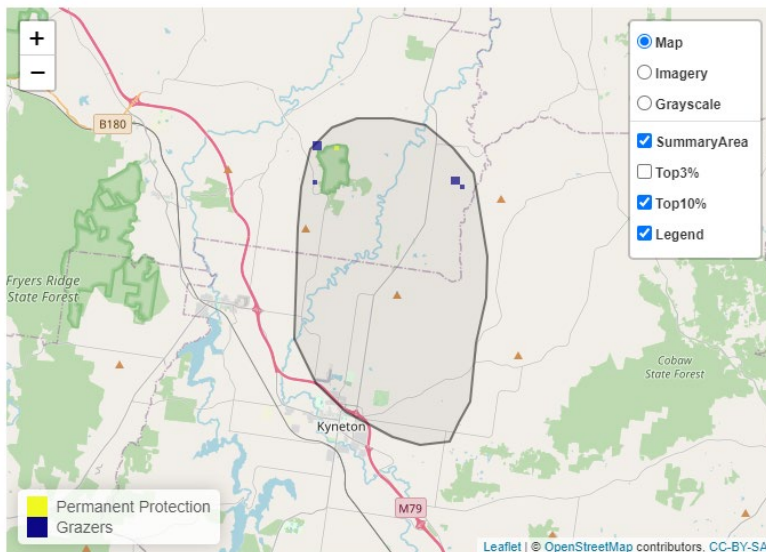 +
−
B180
Map
Imagery
Grayscale
SummaryArea
Top3%
Top10%
Legend
Fryers Ridge
State Forest
Cobaw
State Forest
Kyneton
M79
Permanent Protection
Grazers
Leaflet | © OpenStreetMap contributors, CC-BY-SA